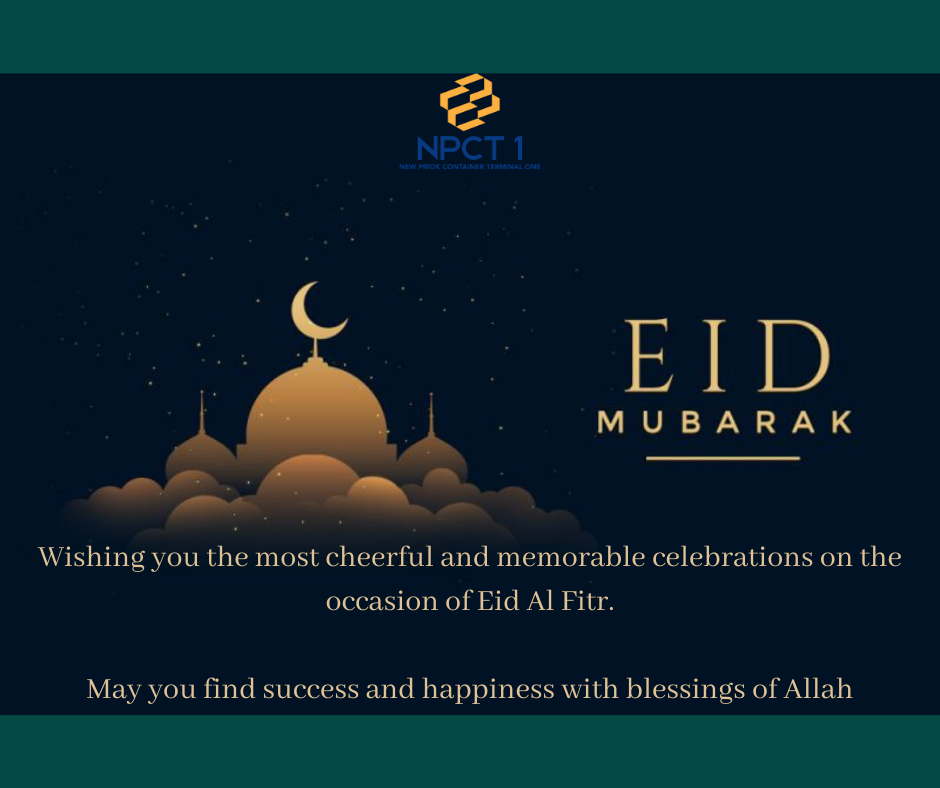 NPCT 1
NEW PRIOK CONTAINER TERMINAL ONE
EID
MUBARAK
Wishing you the most cheerful and memorable celebrations on the
occasion of Eid Al Fitr.
May you find success and happiness with blessings of Allah